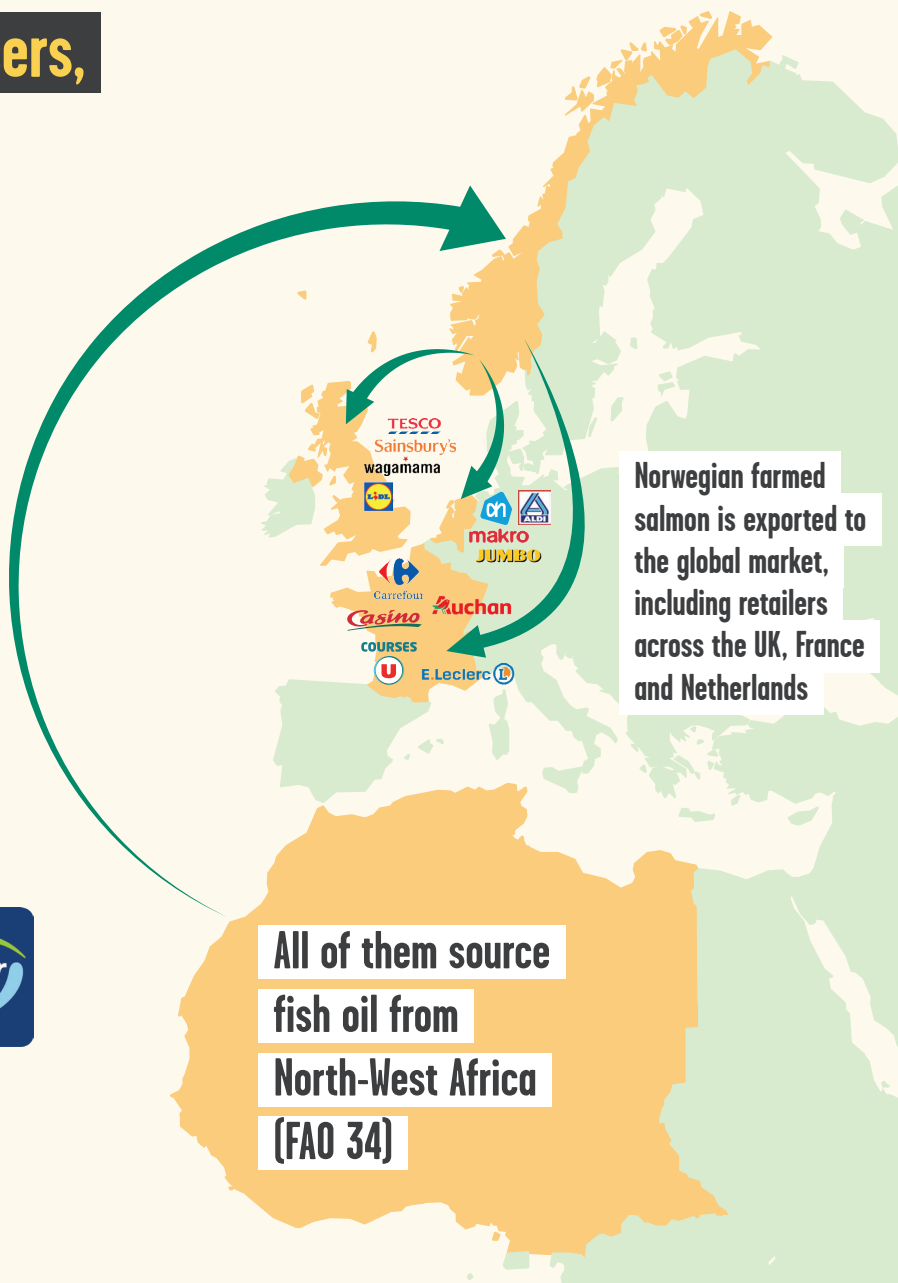 ers,
TESCO
Sainsbury's
wagamama
LIDL
ah
ALDI
makro
JUMBO
Carrefour
Auchan
Casino
COURSES
U
E.Leclerc L
Norwegian farmed
salmon is exported to
the global market,
including retailers
across the UK, France
and Netherlands
All of them source
fish oil from
North-West Africa
(FAO 34)